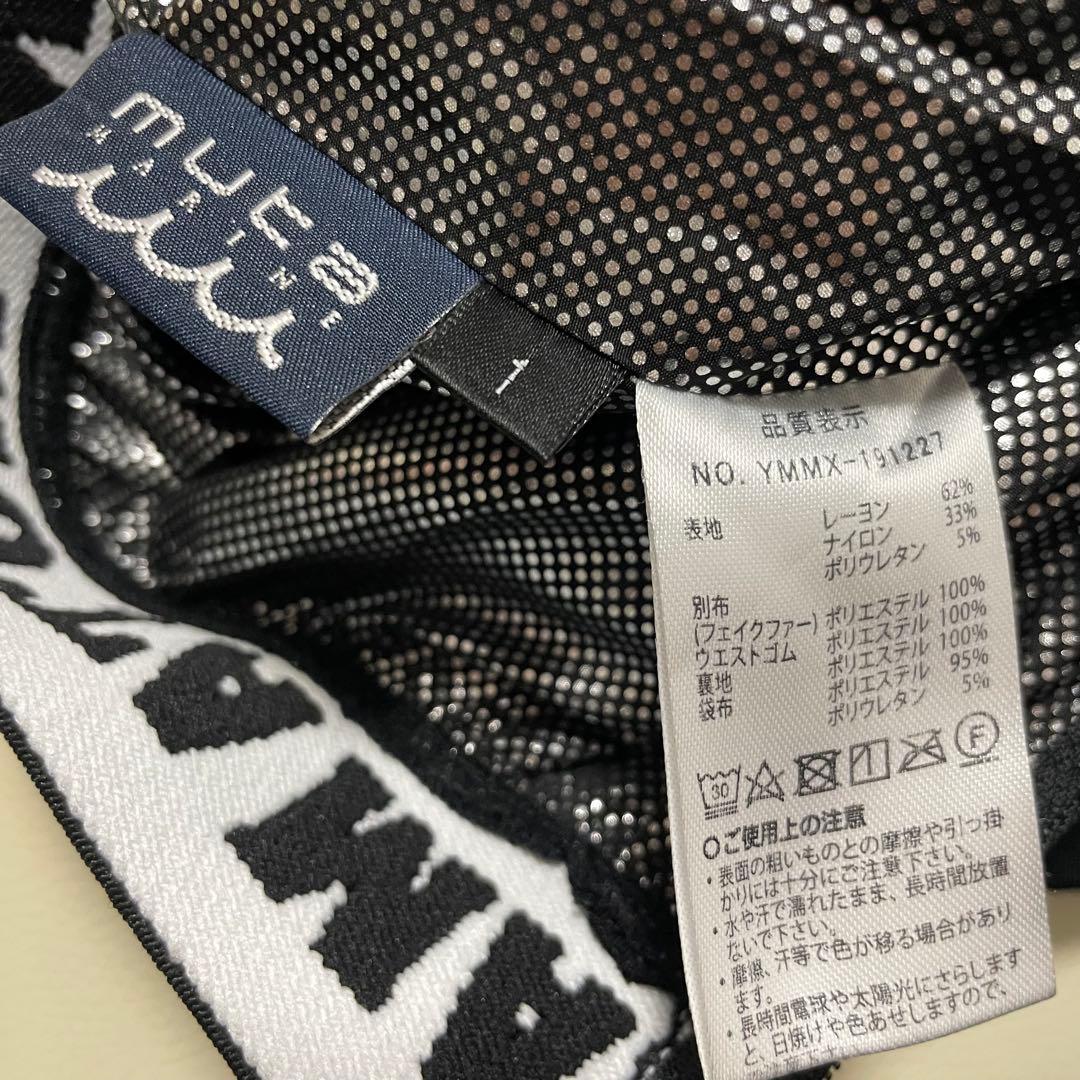 muta
MARINE
1
品質表示
NO. YMMX-191227
表地 レーヨン 62%
ナイロン 33%
ポリウレタン 5%
別布
(フェイクファー) ポリエステル 100%
ウエストゴム ポリエステル 100%
裏地 ポリエステル 100%
袋布 ポリエステル 95%
ポリウレタン 5%
30
F
○ご使用上の注意
・表面の粗いものとの摩擦や引っ掛
かりには十分にご注意下さい。
・水や汗で濡れたまま、長時間放置
ないで下さい。
・摩擦、汗等で色が移る場合があり
ます。
・長時間電球や太陽光にさらします
と、日焼けや色あせしますので、